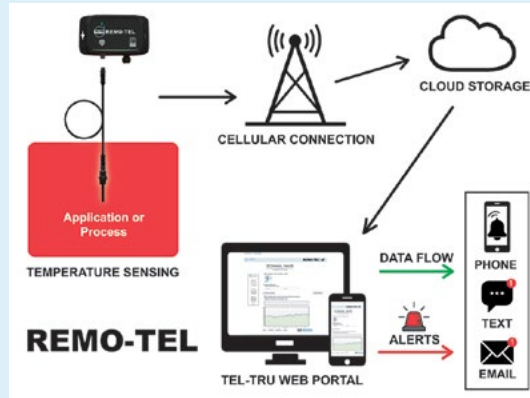 REMO-TEL
CELLULAR CONNECTION
CLOUD STORAGE
Application or
Process
TEMPERATURE SENSING
DATA FLOW
PHONE
ALERTS
TEXT
EMAIL
REMO-TEL
TEL-TRU WEB PORTAL